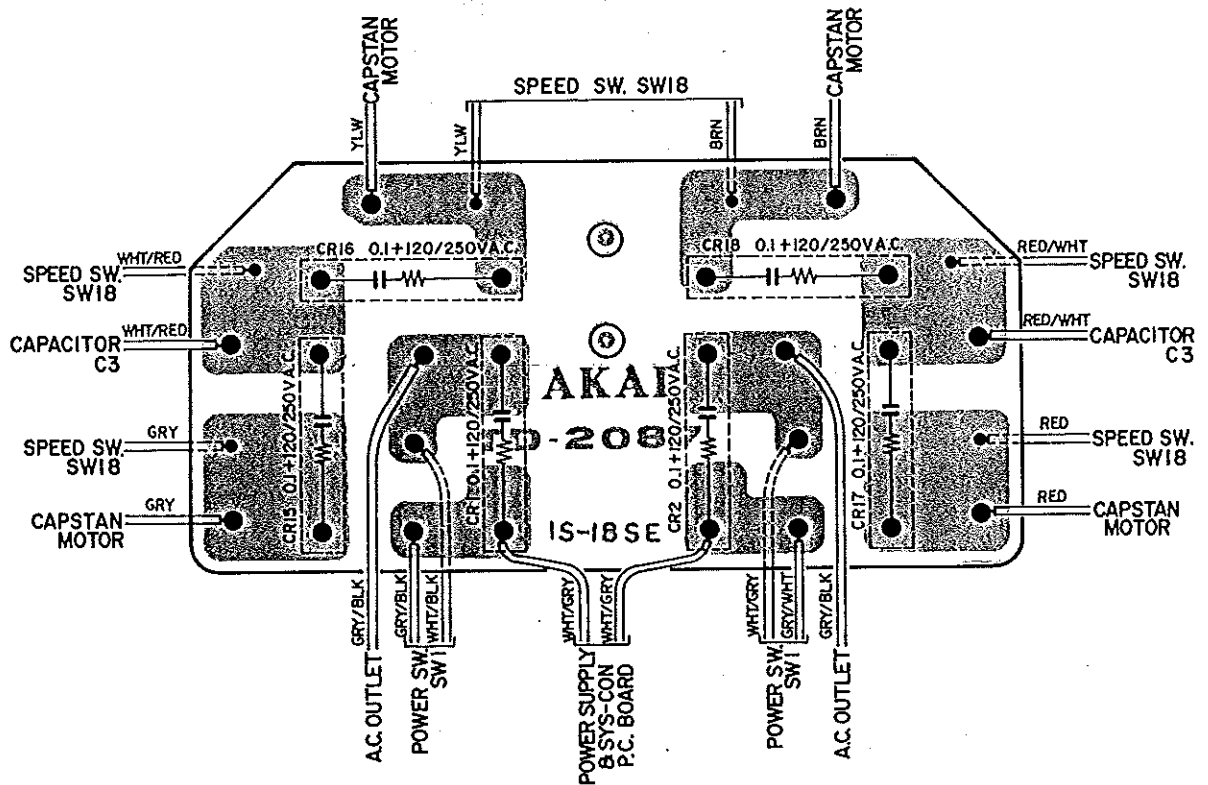 CAPSTAN
MOTOR
SPEED SW. SW18
CAPSTAN
MOTOR
YLW
YLW
BRN
BRN
CR16 0.1+120/250VA.C.
CR18 0.1+120/250VA.C.
WHT/RED
SPEED SW.
SW18
RED/WHT
SPEED SW.
SW18
WHT/RED
CAPACITOR
C3
RED/WHT
CAPACITOR
C3
AKAI
CR15 0.1+120/250VA.C.
CR1 0.1+120/250VA.C.
CR2 0.1+120/250VA.C.
CR17 0.1+120/250VA.C.
GRY
SPEED SW.
SW18
RED
SPEED SW.
SW18
GRY
CAPSTAN
MOTOR
IS-18SE
RED
CAPSTAN
MOTOR
GRY/BLK
GRY/BLK
WHT/BLK
WHT/GRY
WHT/GRY
WHT/GRY
GRY/WHT
GRY/BLK
A.C. OUTLET
POWER SW.
SW1
POWER SUPPLY
& SYS-CON
P.C. BOARD
POWER SW.
SW1
A.C. OUTLET